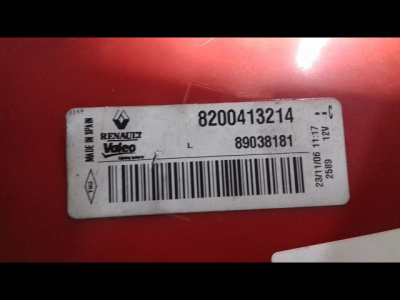 MADE IN SPAIN
RENAULT
Valeo
8200413214
--C
L 89038181
23/11/06 11:17
12V
2589